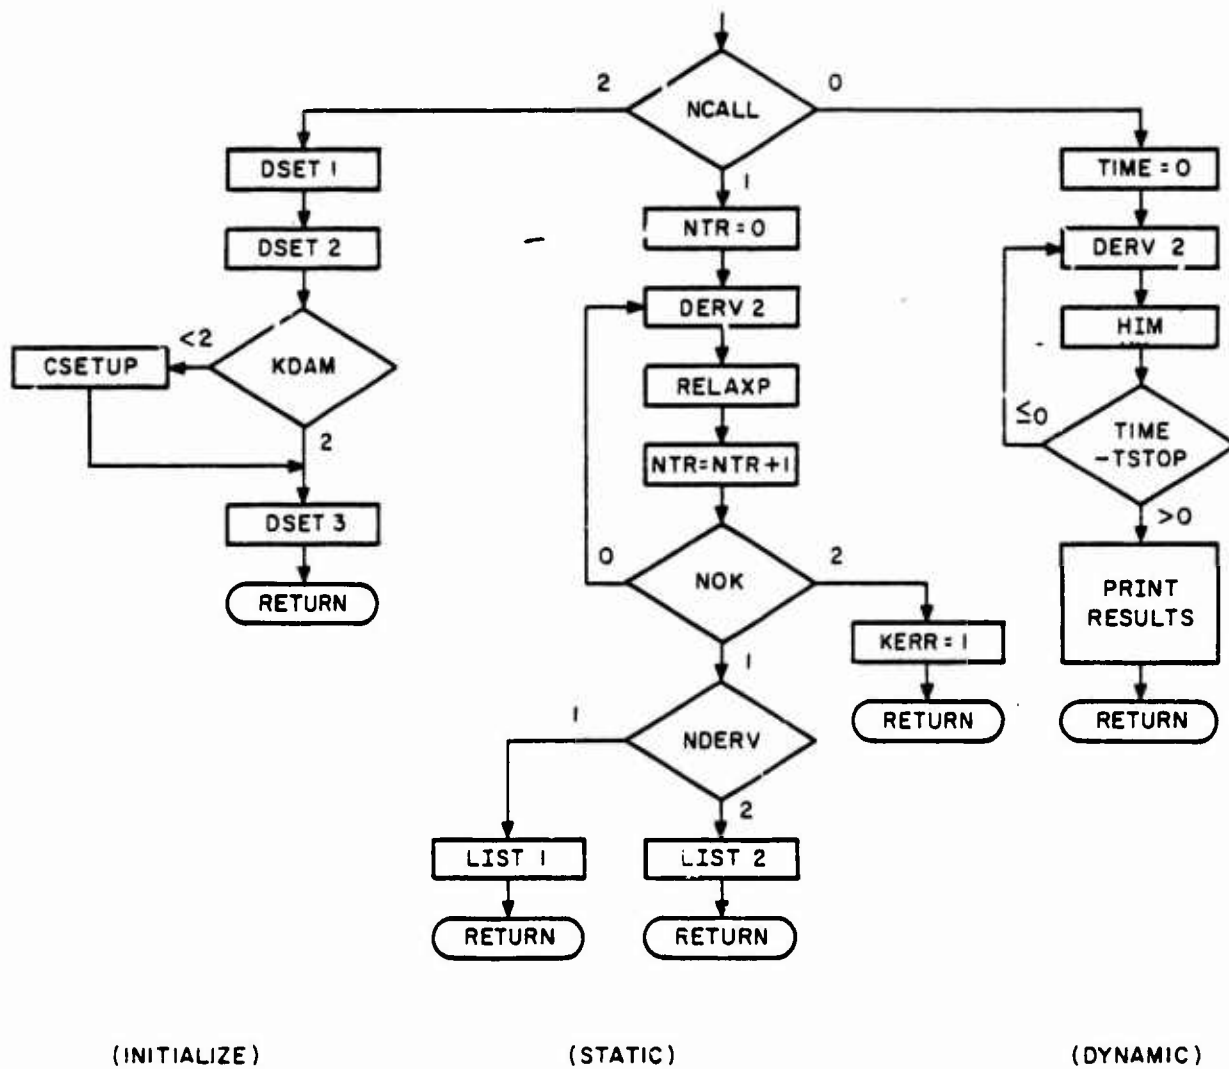 2
NCALL
0
DSET 1
1
TIME = 0
NTR = 0
DSET 2
DERV 2
DERV 2
HIM
<2
CSETUP
KDAM
RELAXP
2
≤0
TIME
-TSTOP
NTR=NTR+1
DSET 3
>0
0
NOK
2
PRINT
RESULTS
RETURN
KERR = 1
1
RETURN
RETURN
1
NDERV
2
LIST 1
LIST 2
RETURN
RETURN
(INITIALIZE)
(STATIC)
(DYNAMIC)